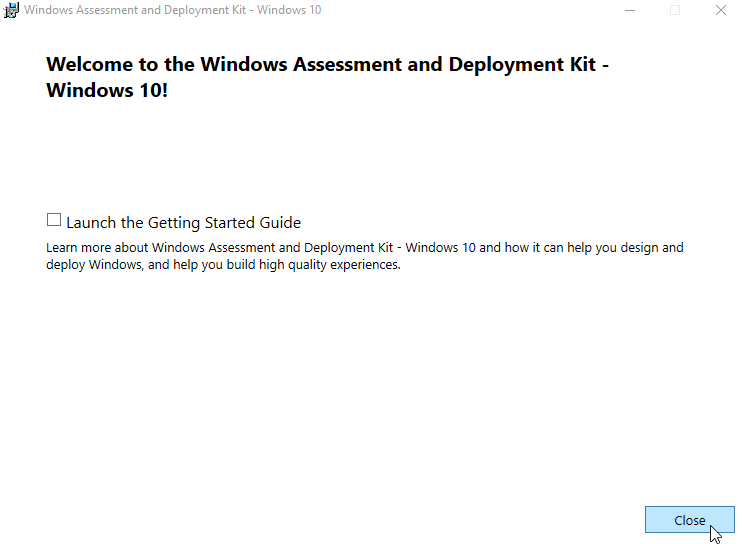 Windows Assessment and Deployment Kit - Windows 10
Welcome to the Windows Assessment and Deployment Kit -
Windows 10!
Launch the Getting Started Guide
Learn more about Windows Assessment and Deployment Kit - Windows 10 and how it can help you design and
deploy Windows, and help you build high quality experiences.
Close